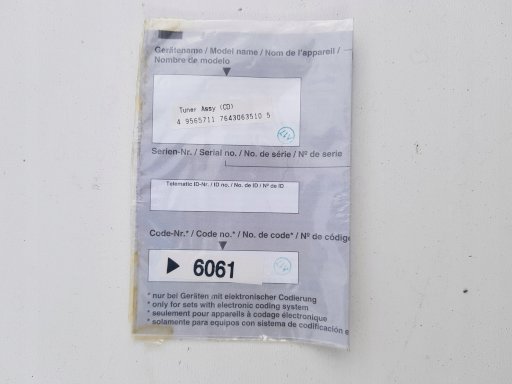 Gerätename / Model name / Nom de l'appareil /
Nombre de modelo
Tuner Assy (CD)
4 9565711 7643063510 5
Serien-Nr. / Serial no. / No. de série / Nº de serie
Telematic ID-Nr. / ID no. / No. de ID / Nº de ID
Code-Nr.* / Code no.* / No. de code* / Nº de códig
6061
* nur bei Geräten mit elektronischer Codierung
* only for sets with electronic coding system
* seulement pour appareils à codage électronique
* solamente para equipos con sistema de codificación e